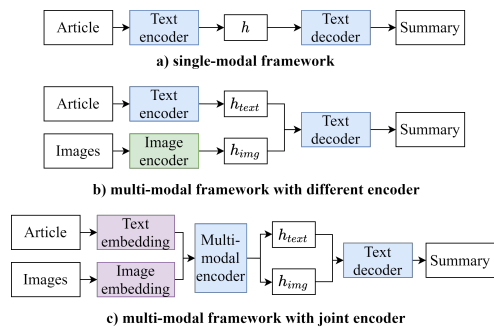 Article
Text
encoder
h
Text
decoder
Summary
a) single-modal framework
Article
Text
encoder
h_text
Images
Image
encoder
h_img
Text
decoder
Summary
b) multi-modal framework with different encoder
Article
Text
embedding
Images
Image
embedding
Multi-
modal
encoder
h_text
h_img
Text
decoder
Summary
c) multi-modal framework with joint encoder